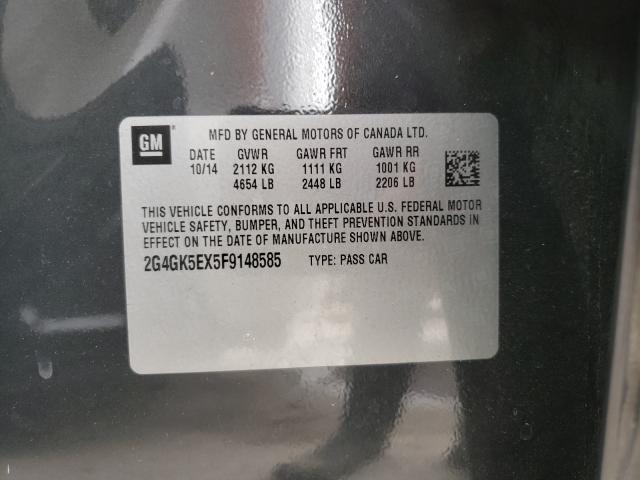 GM MFD BY GENERAL MOTORS OF CANADA LTD.
DATE GVWR GAWR FRT GAWR RR
10/14 2112 KG 1111 KG 1001 KG
4654 LB 2448 LB 2206 LB
THIS VEHICLE CONFORMS TO ALL APPLICABLE U.S. FEDERAL MOTOR
VEHICLE SAFETY, BUMPER, AND THEFT PREVENTION STANDARDS IN
EFFECT ON THE DATE OF MANUFACTURE SHOWN ABOVE.
2G4GK5EX5F9148585 TYPE: PASS CAR